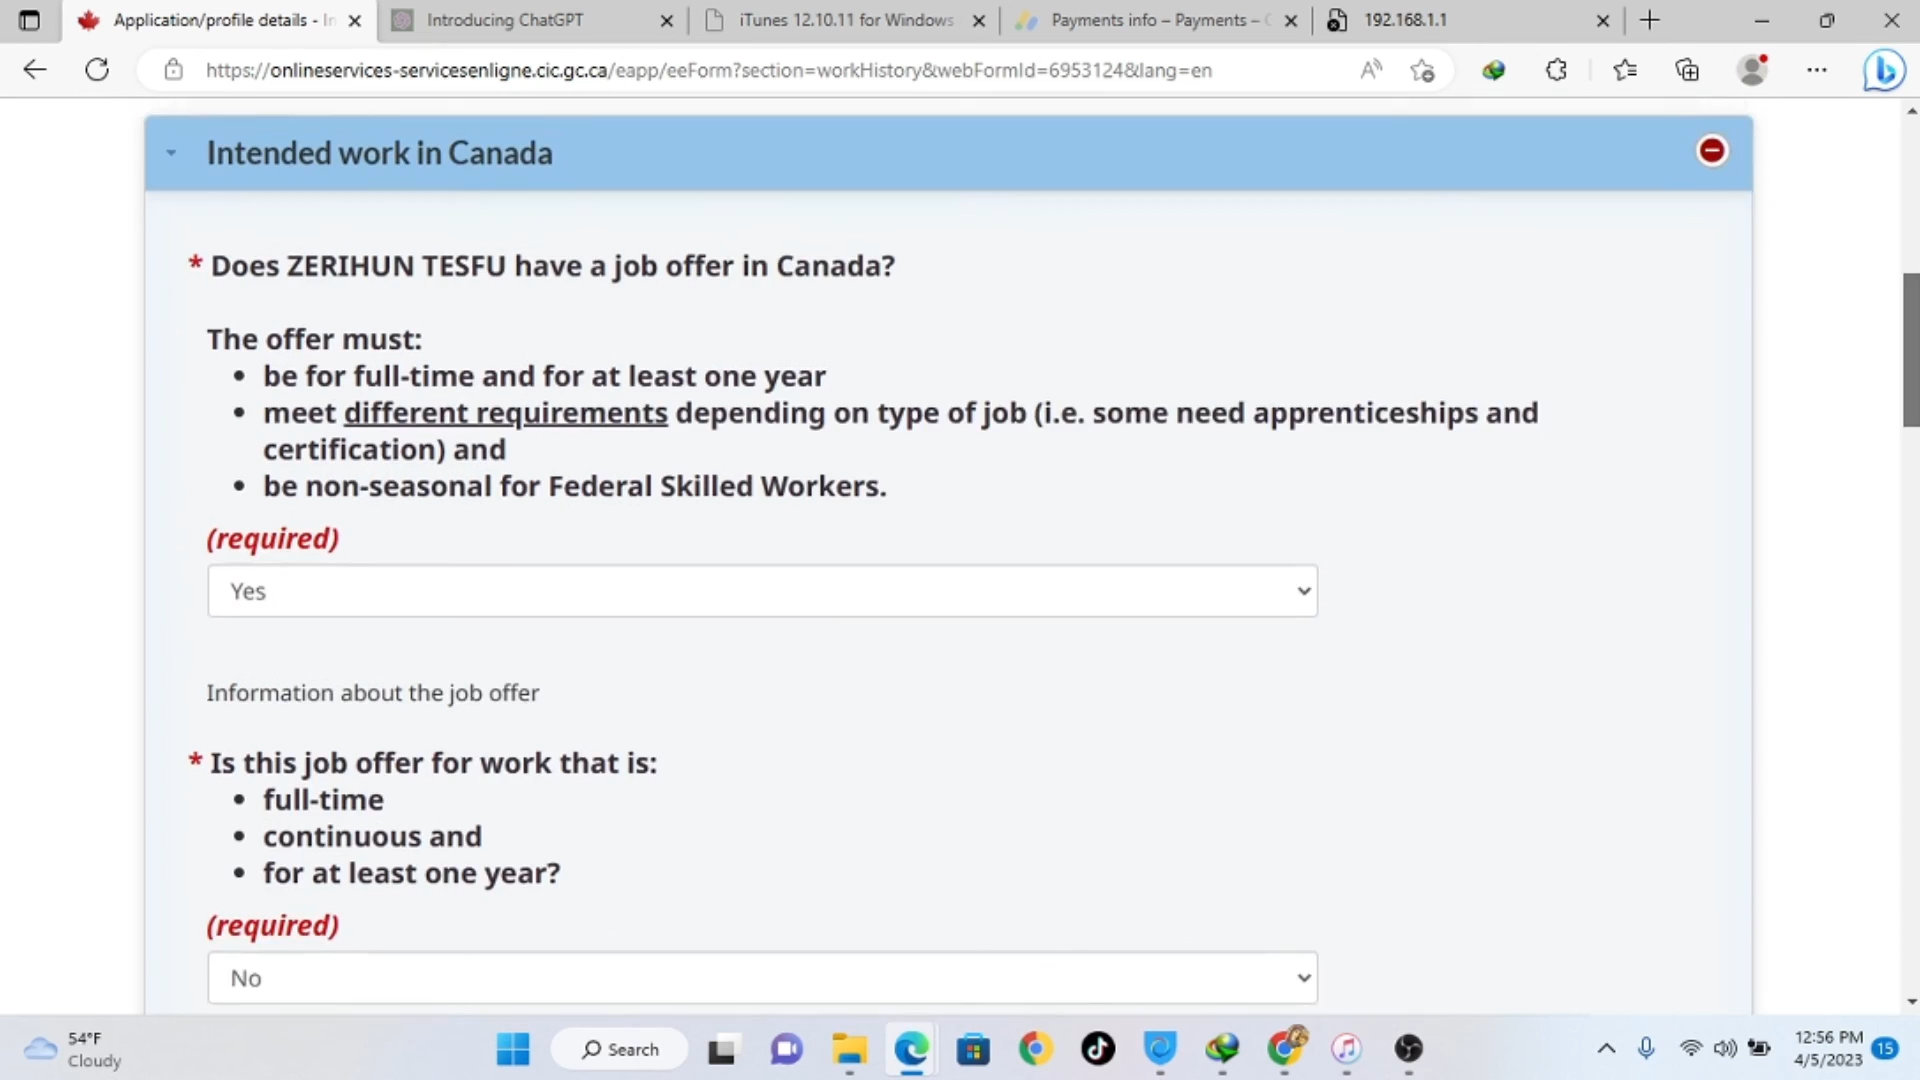 Application/profile details - In
Introducing ChatGPT
iTunes 12.10.11 for Windows
Payments info – Payments –
192.168.1.1
https://onlineservices-servicesenligne.cic.gc.ca/eapp/eeForm?section=workHistory&webFormId=6953124&lang=en
Intended work in Canada
* Does ZERIHUN TESFU have a job offer in Canada?
The offer must:
• be for full-time and for at least one year
• meet different requirements depending on type of job (i.e. some need apprenticeships and
certification) and
• be non-seasonal for Federal Skilled Workers.
(required)
Yes
Information about the job offer
* Is this job offer for work that is:
• full-time
• continuous and
• for at least one year?
(required)
No
54°F
Cloudy
Search
12:56 PM
4/5/2023
15